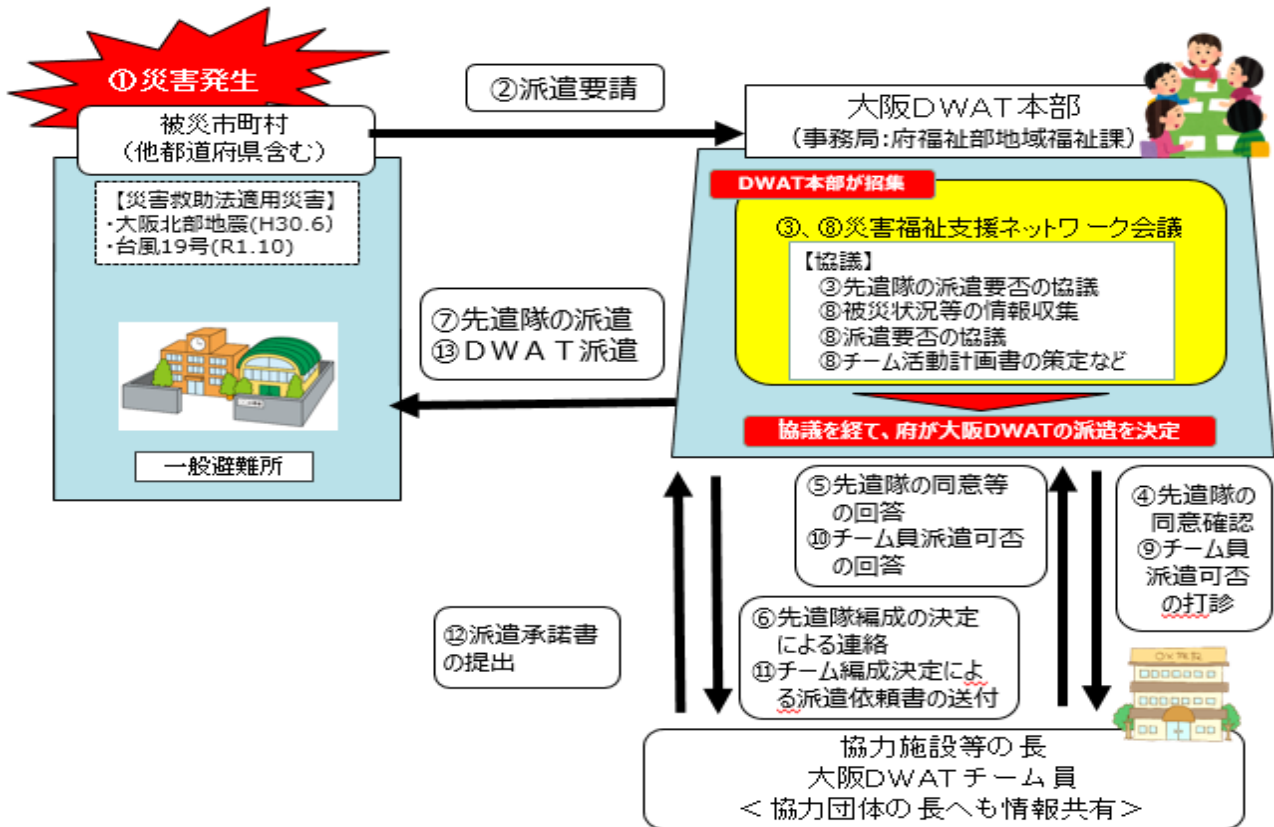 ①災害発生
被災市町村
(他都道府県含む)
【災害救助法適用災害】
・大阪北部地震(H30.6)
・台風19号(R1.10)
一般避難所
②派遣要請
大阪DWAT本部
(事務局:府福祉部地域福祉課)
DWAT本部が招集
③、⑧災害福祉支援ネットワーク会議
【協議】
③先遣隊の派遣要否の協議
⑧被災状況等の情報収集
⑧派遣要否の協議
⑧チーム活動計画書の策定など
協議を経て、府が大阪DWATの派遣を決定
⑦先遣隊の派遣
⑬DWAT派遣
⑤先遣隊の同意等
の回答
⑩チーム員派遣可否
の回答
④先遣隊の
同意確認
⑨チーム員
派遣可否
の打診
⑫派遣承諾書
の提出
⑥先遣隊編成の決定
による連絡
⑪チーム編成決定によ
る派遣依頼書の送付
協力施設等の長
大阪DWATチーム員
<協力団体の長へも情報共有>